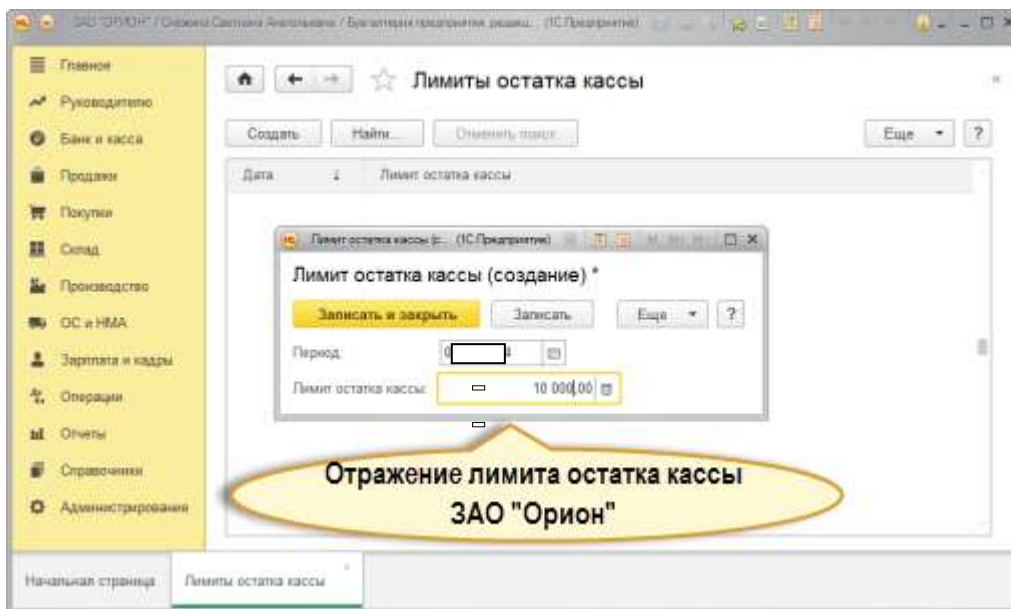 ЗАО "ОРИОН" / Снежина Светлана Анатольевна / Бухгалтерия предприятия, редакц... (1С:Предприятие)
Главное
Руководителю
Банк и касса
Продажи
Покупки
Склад
Производство
ОС и НМА
Зарплата и кадры
Операции
Отчеты
Справочники
Администрирование
Лимиты остатка кассы
Создать Найти... Отменить поиск Еще ?
Дата ↓ Лимит остатка кассы
Лимит остатка кассы (с... (1С:Предприятие) M M+ M-
Лимит остатка кассы (создание) *
Записать и закрыть Записать Еще ?
Период:
Лимит остатка кассы: 10 000,00
Отражение лимита остатка кассы
ЗАО "Орион"
Начальная страница Лимиты остатка кассы